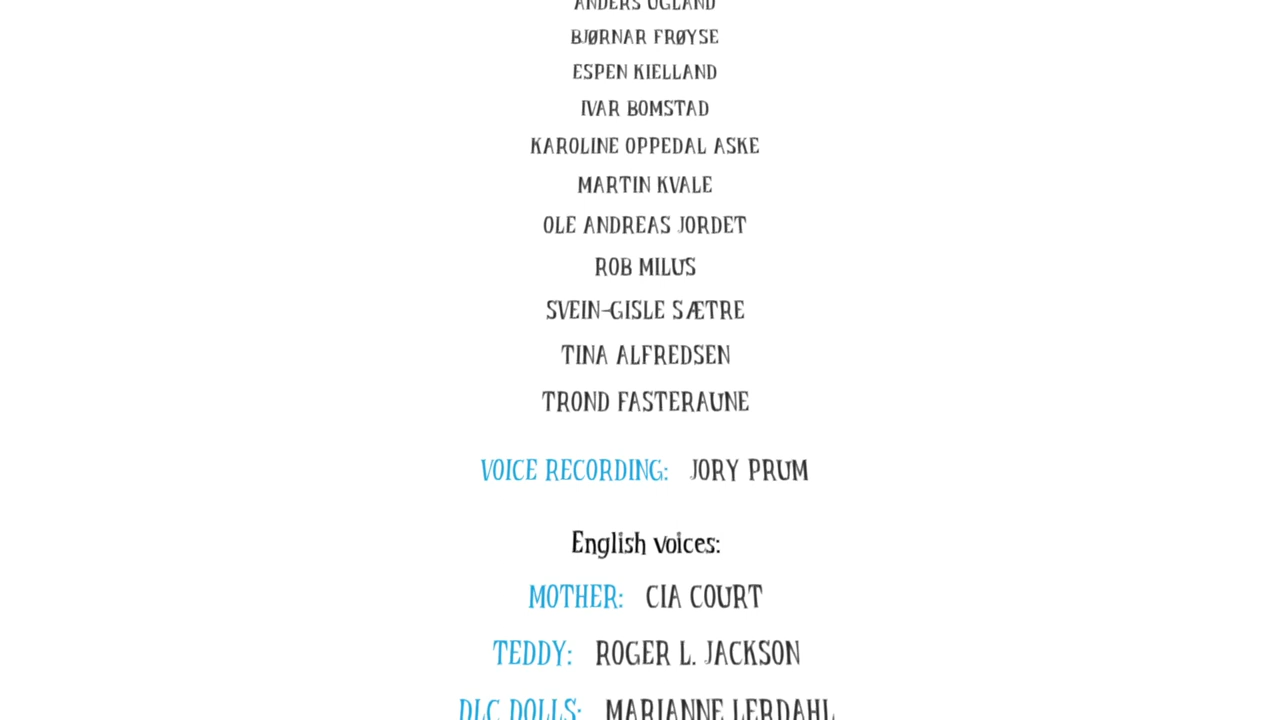 ANDERS UGLAND
BJØRNAR FRØYSE
ESPEN KIELLAND
IVAR BOMSTAD
KAROLINE OPPEDAL ASKE
MARTIN KVALE
OLE ANDREAS JORDET
ROB MILUS
SVEIN-GISLE SÆTRE
TINA ALFREDSEN
TROND FASTERAUNE
VOICE RECORDING: JORY PRUM
English voices:
MOTHER: CIA COURT
TEDDY: ROGER L. JACKSON
DLC DOLLS: MARIANNE LERDAHL